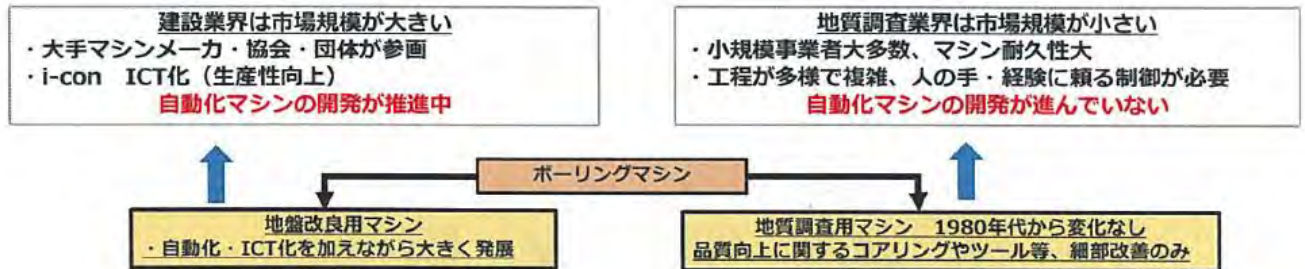 建設業界は市場規模が大きい
・大手マシンメーカ・協会・団体が参画
・i-con　ICT化（生産性向上）
自動化マシンの開発が推進中
地質調査業界は市場規模が小さい
・小規模事業者大多数、マシン耐久性大
・工程が多様で複雑、人の手・経験に頼る制御が必要
自動化マシンの開発が進んでいない
ボーリングマシン
地盤改良用マシン
・自動化・ICT化を加えながら大きく発展
地質調査用マシン　1980年代から変化なし
品質向上に関するコアリングやツール等、細部改善のみ